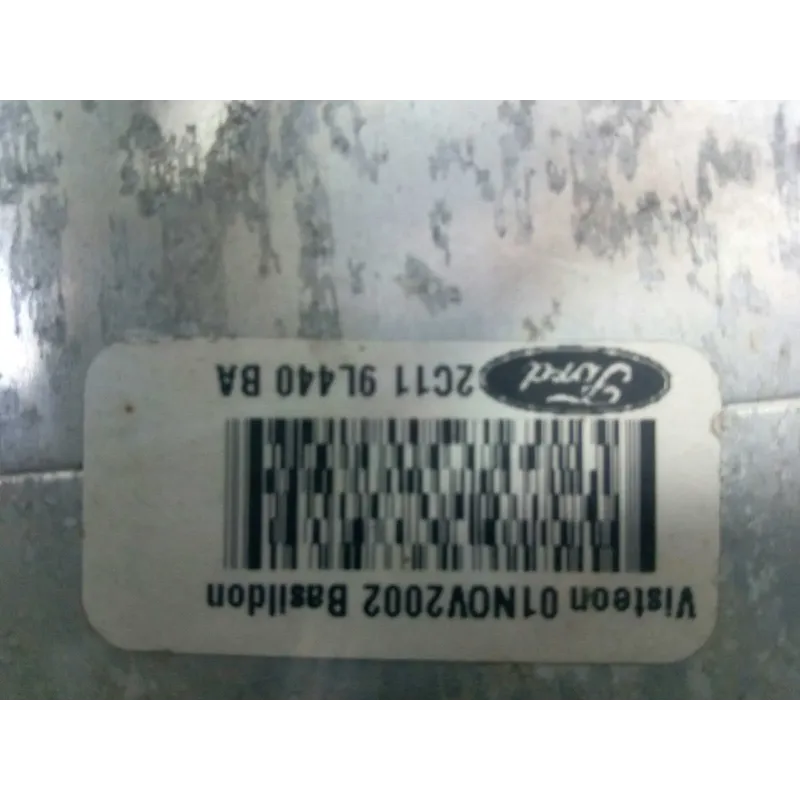 Visteon 01NOV2002 Basildon
Ford 2C11 9L440 BA